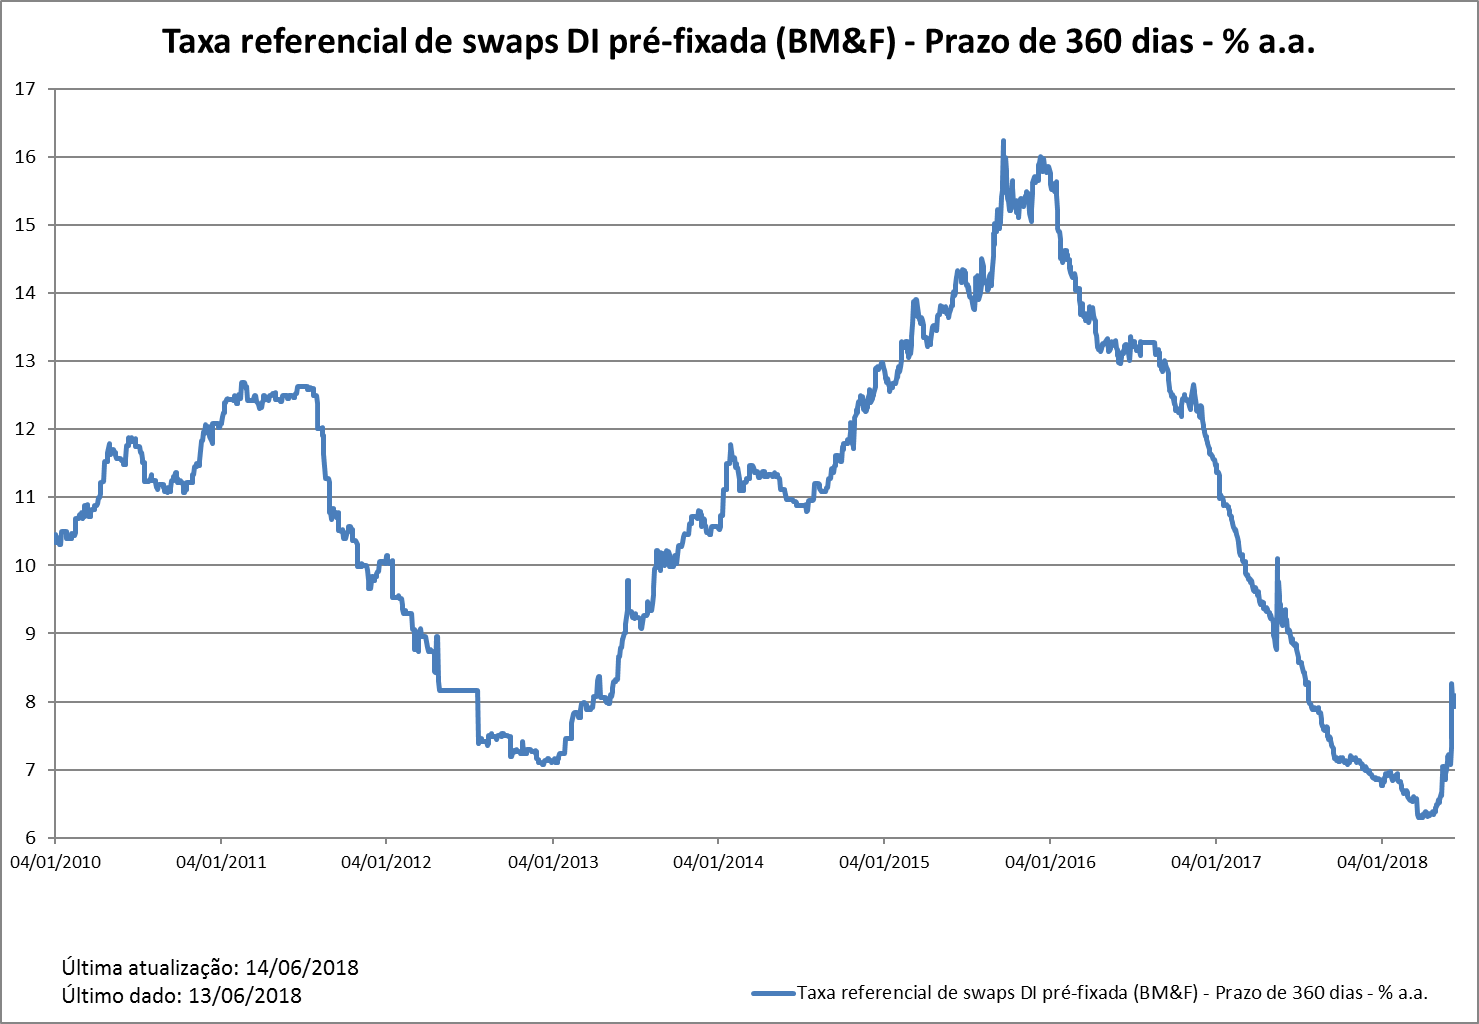 Taxa referencial de swaps DI pré-fixada (BM&F) - Prazo de 360 dias - % a.a.
17
16
15
14
13
12
11
10
9
8
7
6
04/01/2010 04/01/2011 04/01/2012 04/01/2013 04/01/2014 04/01/2015 04/01/2016 04/01/2017 04/01/2018
Última atualização: 14/06/2018
Último dado: 13/06/2018
Taxa referencial de swaps DI pré-fixada (BM&F) - Prazo de 360 dias - % a.a.